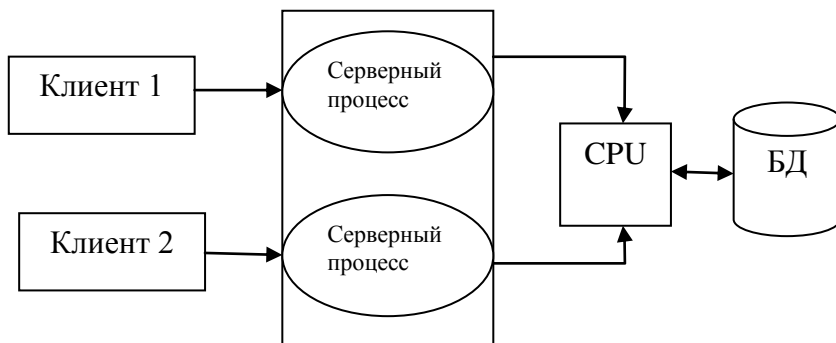 Клиент 1
Серверный
процесс
CPU
БД
Клиент 2
Серверный
процесс